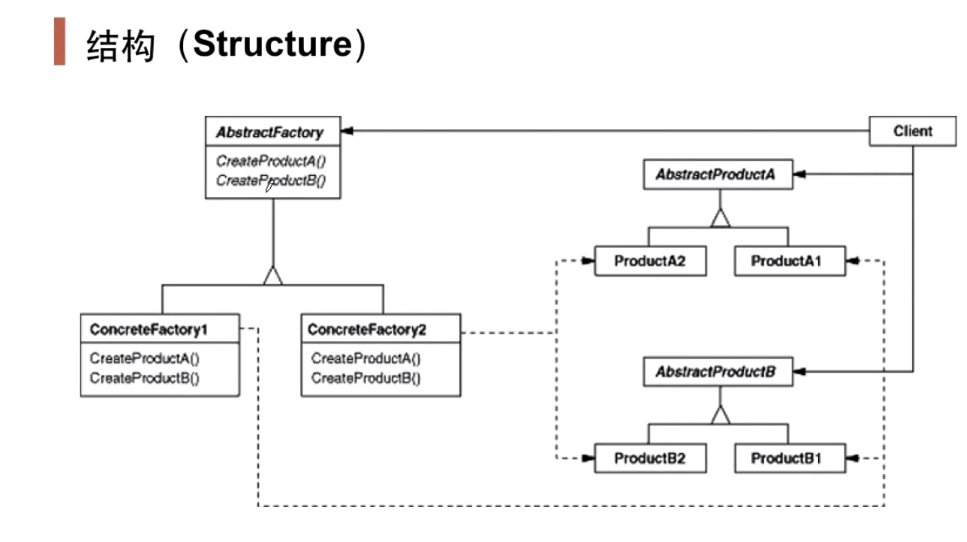 结构（Structure）
AbstractFactory
CreateProductA()
CreateProductB()
Client
AbstractProductA
ProductA2
ProductA1
ConcreteFactory1
CreateProductA()
CreateProductB()
ConcreteFactory2
CreateProductA()
CreateProductB()
AbstractProductB
ProductB2
ProductB1